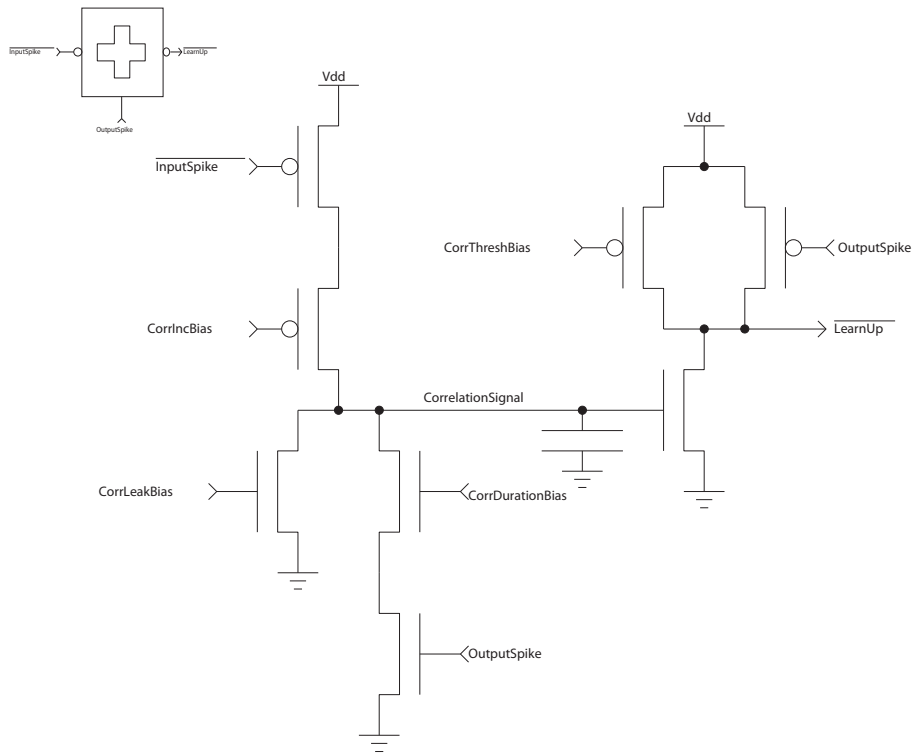 InputSpike
LearnUp
OutputSpike
Vdd
InputSpike
CorrIncBias
CorrelationSignal
CorrLeakBias
CorrDurationBias
OutputSpike
Vdd
CorrThreshBias
OutputSpike
LearnUp